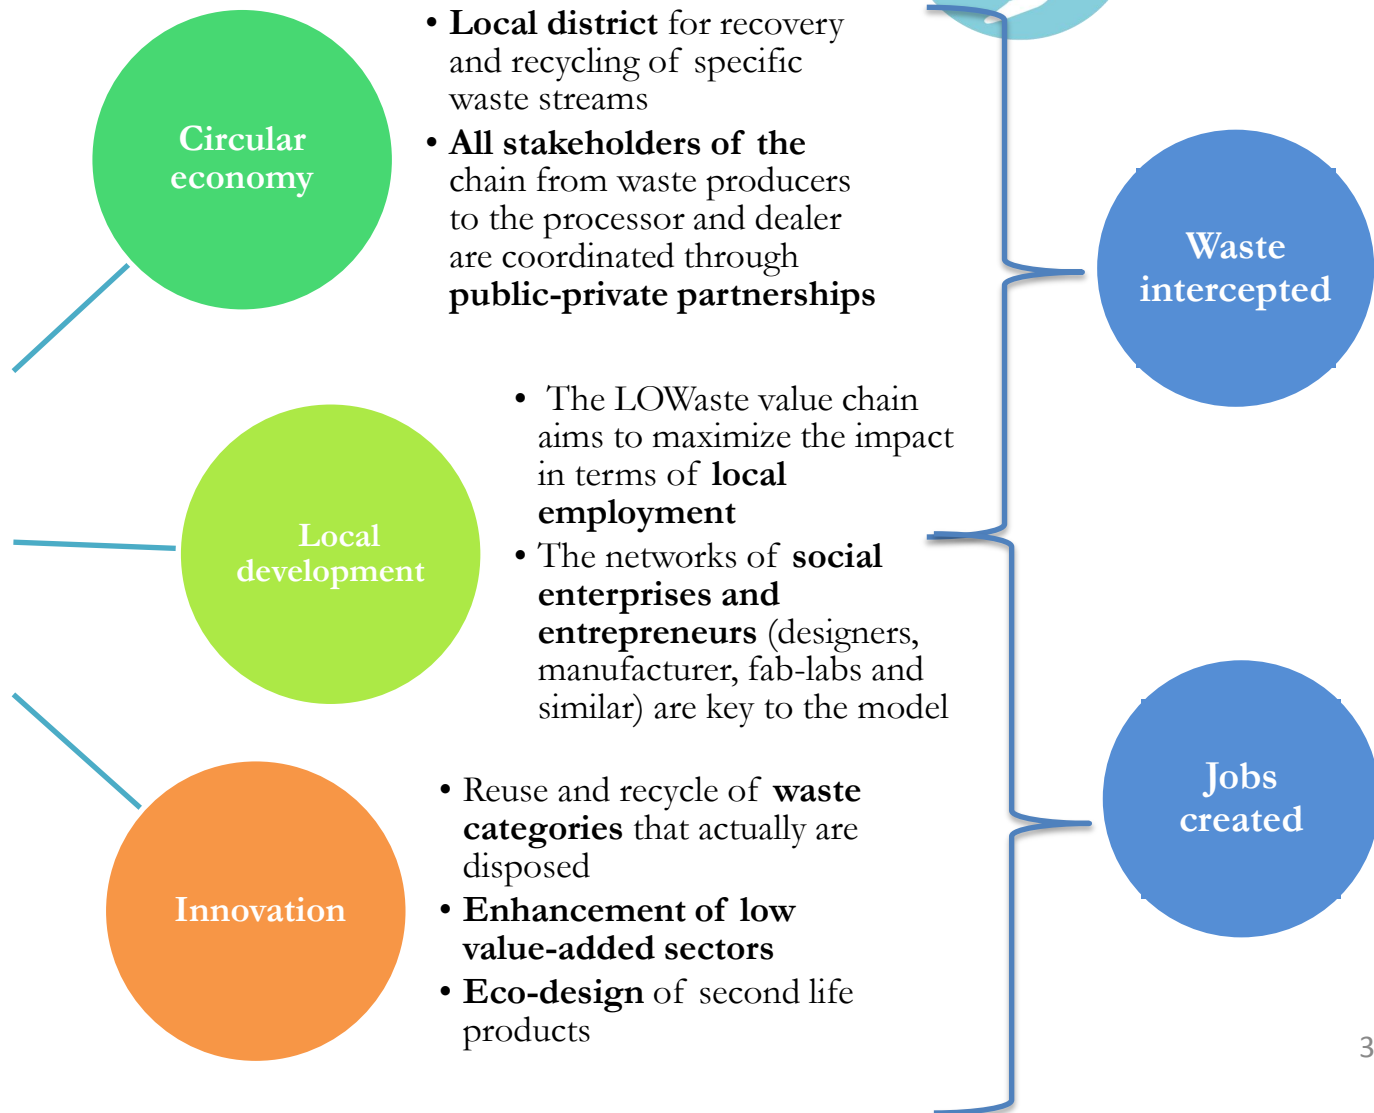 Circular
economy
• Local district for recovery
and recycling of specific
waste streams
• All stakeholders of the
chain from waste producers
to the processor and dealer
are coordinated through
public-private partnerships
Waste
intercepted
Local
development
• The LOWaste value chain
aims to maximize the impact
in terms of local
employment
• The networks of social
enterprises and
entrepreneurs (designers,
manufacturer, fab-labs and
similar) are key to the model
Jobs
created
Innovation
• Reuse and recycle of waste
categories that actually are
disposed
• Enhancement of low
value-added sectors
• Eco-design of second life
products
3